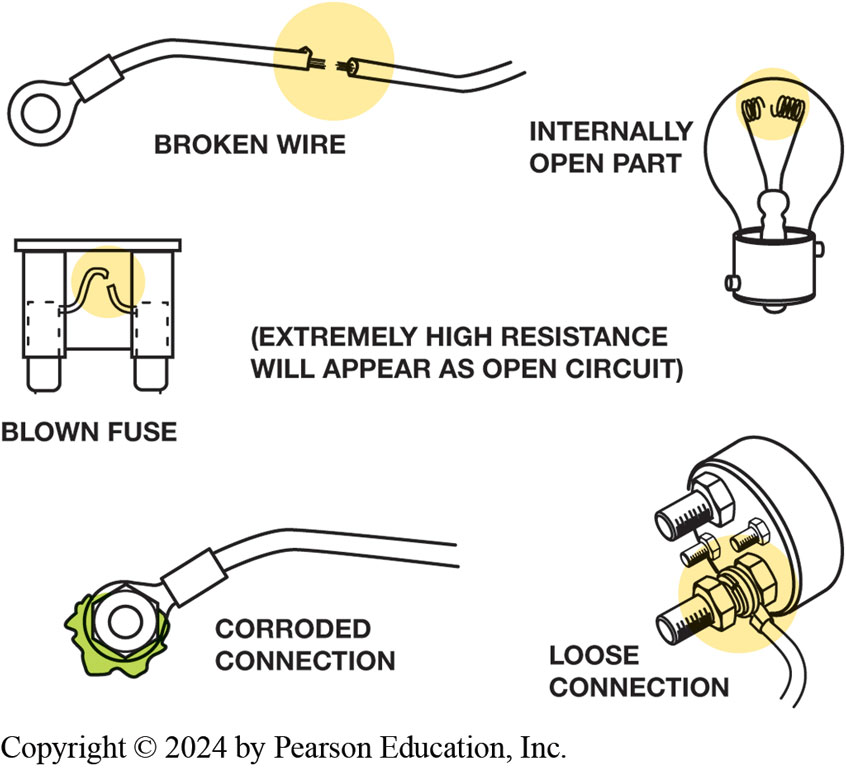 BROKEN WIRE
INTERNALLY
OPEN PART
(EXTREMELY HIGH RESISTANCE
WILL APPEAR AS OPEN CIRCUIT)
BLOWN FUSE
CORRODED
CONNECTION
LOOSE
CONNECTION
Copyright © 2024 by Pearson Education, Inc.